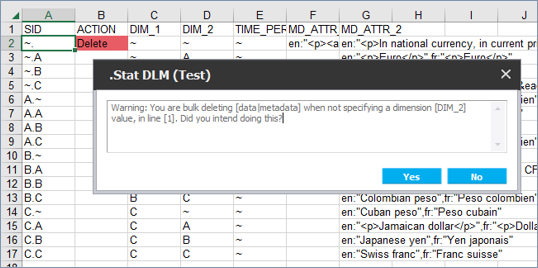 A B C D E F G H I J
1 SID ACTION DIM_1 DIM_2 TIME_PER MD_ATTR_ MD_ATTR_2
2 ~. Delete ~ ~ ~ en:"<p><a en:"<p>In national currency, in current pri
3 ~.A ~ A ~ en:"<p>Euro</p>",fr:"<p>Euro</p>"
4 ~.B
5 ~.C
6 A.~
7 A.A
8 A.B
9 A.C
10 B.~
11 B.A
12 B.B
13 B.C B C ~ en:"Colombian peso",fr:"Peso colombien"
14 C.~ C ~ ~ en:"Cuban peso",fr:"Peso cubain"
15 C.A C A ~ en:"<p>Jamaican dollar</p>",fr:"<p>Dollar
16 C.B C B ~ en:"Japanese yen",fr:"Yen japonais"
17 C.C C C ~ en:"Swiss franc",fr:"Franc suisse"
.Stat DLM (Test)
Warning: You are bulk deleting [data|metadata] when not specifying a dimension [DIM_2]
value, in line [1]. Did you intend doing this?
Yes No